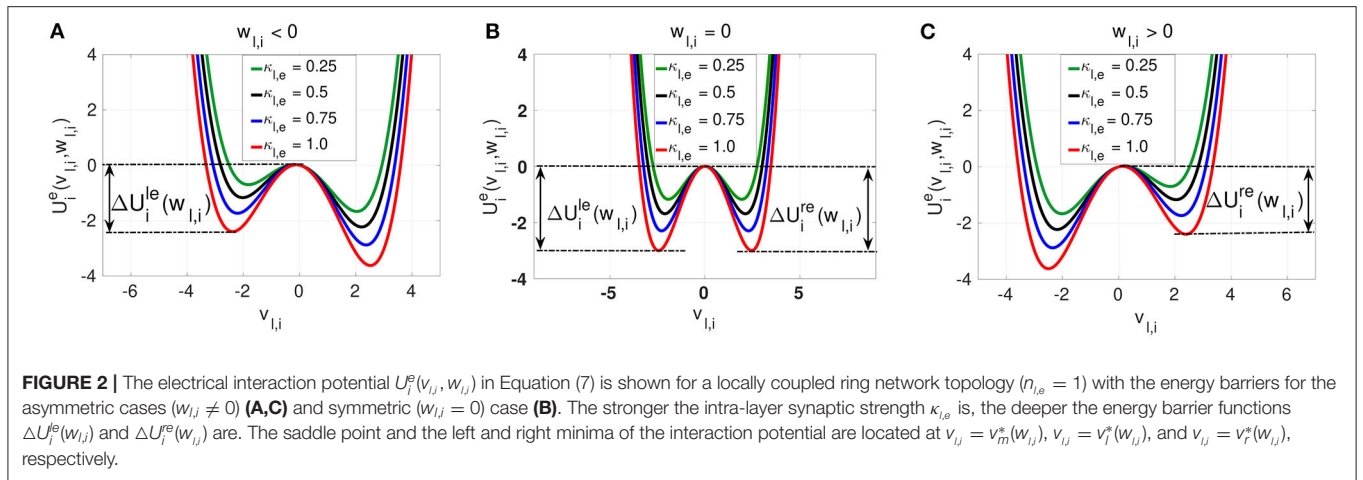 A
w_{l,i} < 0
4
2
0
-2
-4
U_i^e(v_{l,i}, w_{l,i})
κ_{l,e} = 0.25
κ_{l,e} = 0.5
κ_{l,e} = 0.75
κ_{l,e} = 1.0
ΔU_i^{le}(w_{l,i})
-6 -4 -2 0 2 4
v_{l,i}
B
w_{l,i} = 0
4
2
0
-2
-4
U_i^e(v_{l,i}, w_{l,i})
κ_{l,e} = 0.25
κ_{l,e} = 0.5
κ_{l,e} = 0.75
κ_{l,e} = 1.0
ΔU_i^{le}(w_{l,i})
ΔU_i^{re}(w_{l,i})
-5 0 5
v_{l,i}
C
w_{l,i} > 0
4
2
0
-2
-4
U_i^e(v_{l,i}, w_{l,i})
κ_{l,e} = 0.25
κ_{l,e} = 0.5
κ_{l,e} = 0.75
κ_{l,e} = 1.0
ΔU_i^{re}(w_{l,i})
-4 -2 0 2 4 6
v_{l,i}
FIGURE 2 | The electrical interaction potential U_i^e(v_{l,i}, w_{l,i}) in Equation (7) is shown for a locally coupled ring network topology (n_{l,e} = 1) with the energy barriers for the
asymmetric cases (w_{l,i} ≠ 0) (A,C) and symmetric (w_{l,i} = 0) case (B). The stronger the intra-layer synaptic strength κ_{l,e} is, the deeper the energy barrier functions
△U_i^{le}(w_{l,i}) and △U_i^{re}(w_{l,i}) are. The saddle point and the left and right minima of the interaction potential are located at v_{l,i} = v_m^*(w_{l,i}), v_{l,i} = v_l^*(w_{l,i}), and v_{l,i} = v_r^*(w_{l,i}),
respectively.